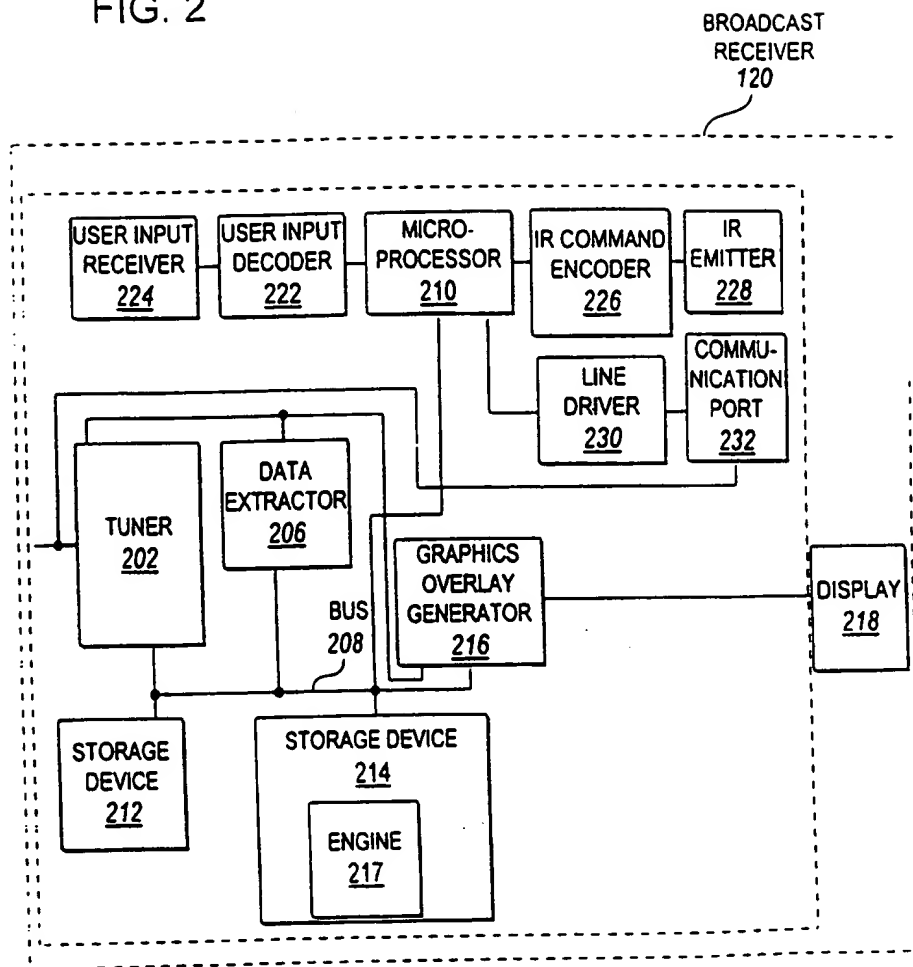 FIG. 2
BROADCAST
RECEIVER
120
USER INPUT
RECEIVER
224
USER INPUT
DECODER
222
MICRO-
PROCESSOR
210
IR COMMAND
ENCODER
226
IR
EMITTER
228
LINE
DRIVER
230
COMMU-
NICATION
PORT
232
TUNER
202
DATA
EXTRACTOR
206
GRAPHICS
OVERLAY
GENERATOR
216
DISPLAY
218
BUS
208
STORAGE
DEVICE
212
STORAGE DEVICE
214
ENGINE
217